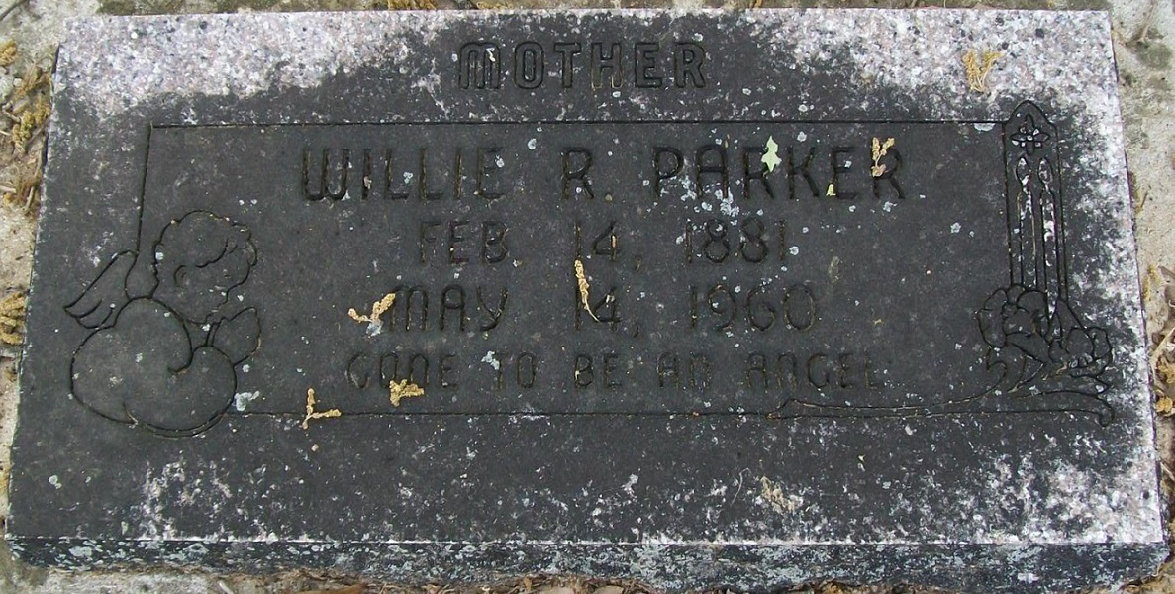 MOTHER
WILLIE R. PARKER
FEB. 14, 1881
MAY 14, 1960
GONE TO BE AN ANGEL